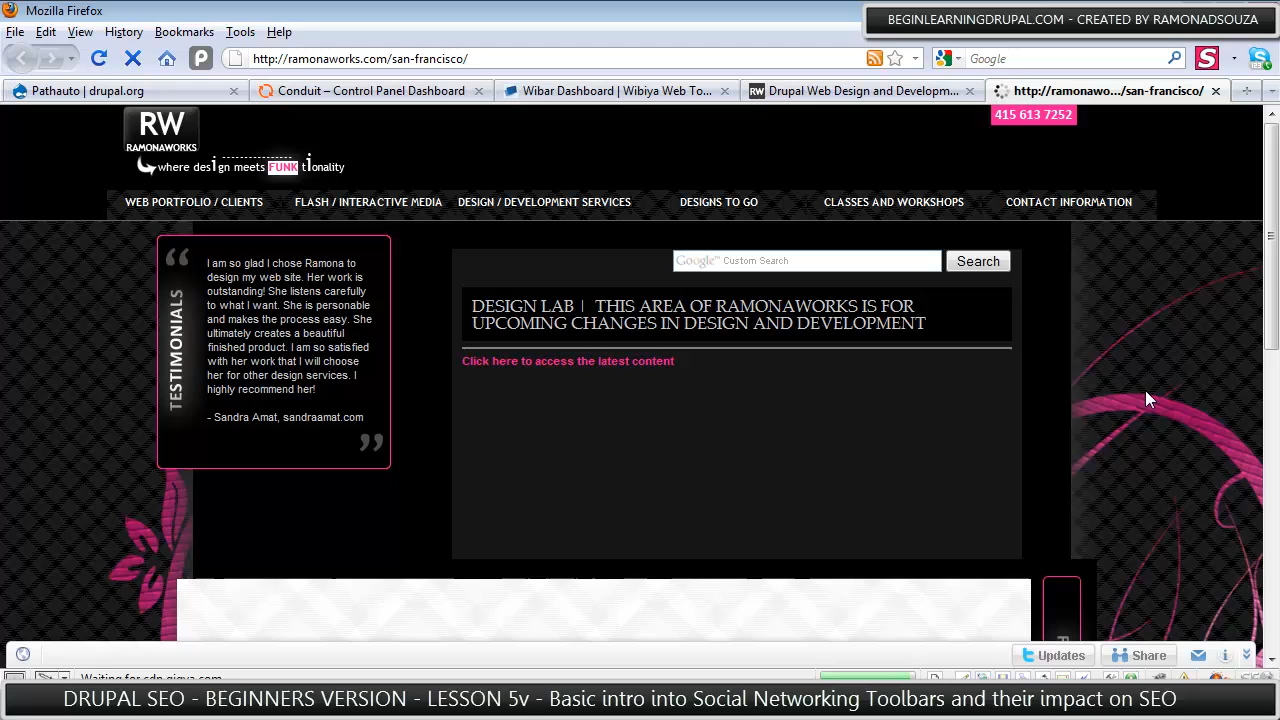 Mozilla Firefox
BEGINLEARNINGDRUPAL.COM - CREATED BY RAMONADSOUZA
File Edit View History Bookmarks Tools Help
http://ramonaworks.com/san-francisco/
Google
Pathauto | drupal.org
Conduit – Control Panel Dashboard
Wibar Dashboard | Wibiya Web To...
Drupal Web Design and Developm...
http://ramonawo.../san-francisco/
RW
RAMONAWORKS
415 613 7252
where design meets FUNKtionality
WEB PORTFOLIO / CLIENTS
FLASH / INTERACTIVE MEDIA
DESIGN / DEVELOPMENT SERVICES
DESIGNS TO GO
CLASSES AND WORKSHOPS
CONTACT INFORMATION
TESTIMONIALS
I am so glad I chose Ramona to
design my web site. Her work is
outstanding! She listens carefully
to what I want. She is personable
and makes the process easy. She
ultimately creates a beautiful
finished product. I am so satisfied
with her work that I will choose
her for other design services. I
highly recommend her!
- Sandra Amat, sandraamat.com
Google™ Custom Search
Search
DESIGN LAB | THIS AREA OF RAMONAWORKS IS FOR
UPCOMING CHANGES IN DESIGN AND DEVELOPMENT
Click here to access the latest content
Updates
Share
Waiting for cdn.gigya.com
DRUPAL SEO - BEGINNERS VERSION - LESSON 5v - Basic intro into Social Networking Toolbars and their impact on SEO